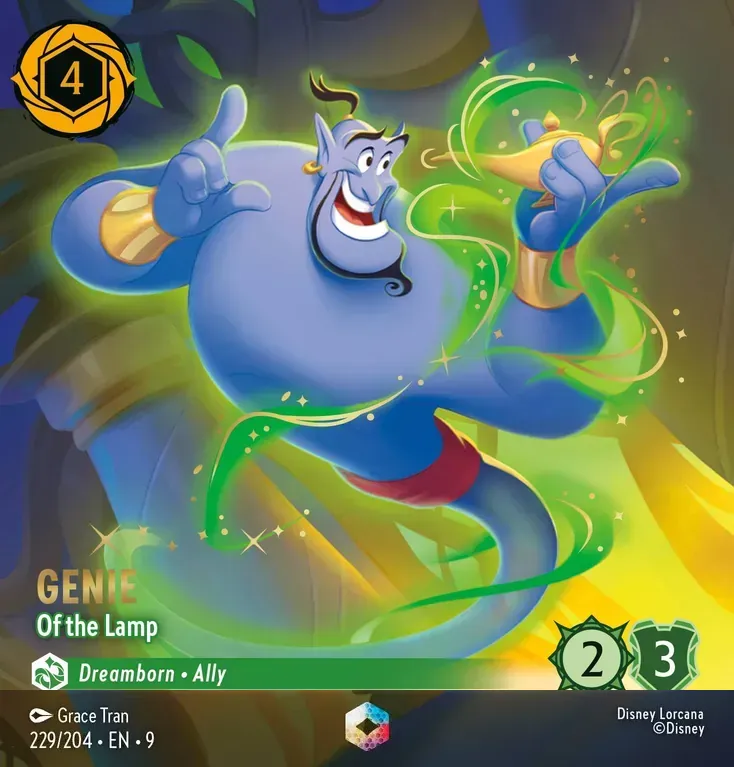 4
GENIE
Of the Lamp
Dreamborn • Ally
2
3
Grace Tran
Disney Lorcana
229/204 • EN • 9
©Disney